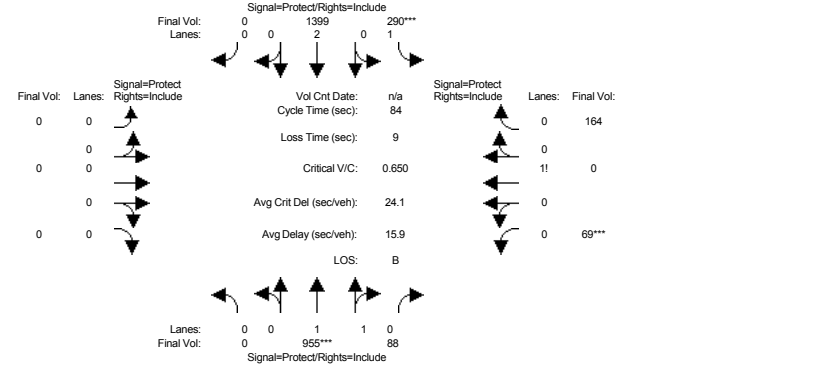 Signal=Protect/Rights=Include
Final Vol: 0 1399 290***
Lanes: 0 0 2 0 1
Signal=Protect
Final Vol: Lanes: Rights=Include
Vol Cnt Date: n/a
Signal=Protect
Rights=Include Lanes: Final Vol:
0 0
Cycle Time (sec): 84
0 164
0
Loss Time (sec): 9
0
0 0
Critical V/C: 0.650
1! 0
0
Avg Crit Del (sec/veh): 24.1
0
0 0
Avg Delay (sec/veh): 15.9
0 69***
LOS: B
Lanes: 0 0 1 1 0
Final Vol: 0 955*** 88
Signal=Protect/Rights=Include